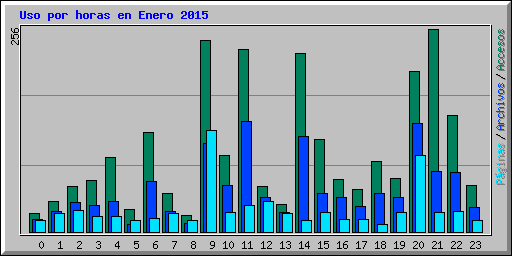 Uso por horas en Enero 2015
256
Páginas / Archivos / Accesos
0 1 2 3 4 5 6 7 8 9 10 11 12 13 14 15 16 17 18 19 20 21 22 23